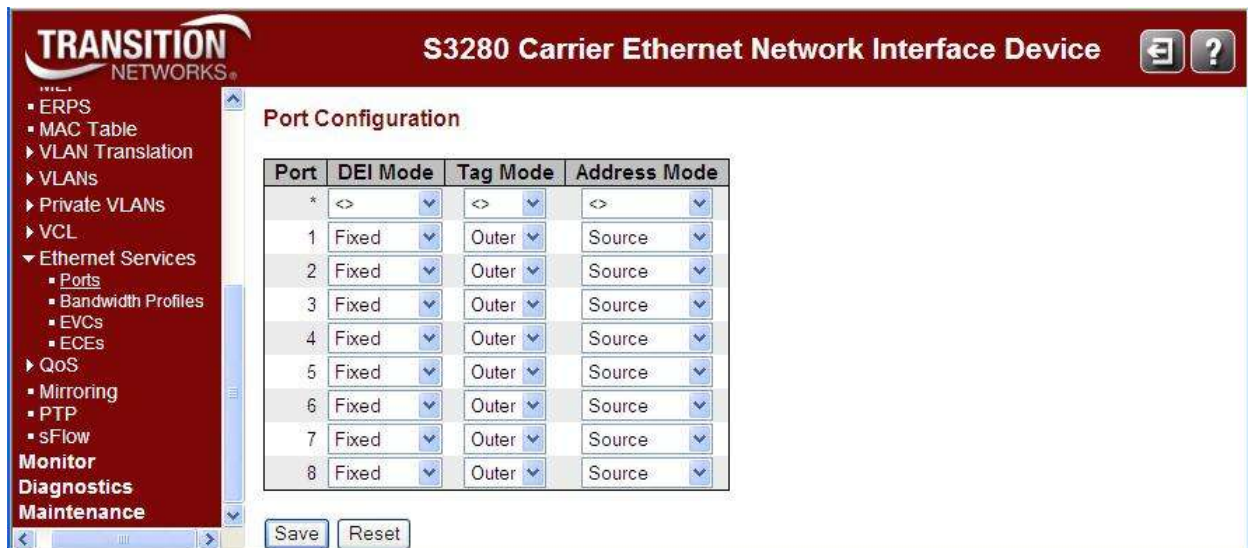 TRANSITION
NETWORKS®
S3280 Carrier Ethernet Network Interface Device
?
MEP
ERPS
MAC Table
VLAN Translation
VLANs
Private VLANs
VCL
Ethernet Services
Ports
Bandwidth Profiles
EVCs
ECEs
QoS
Mirroring
PTP
sFlow
Monitor
Diagnostics
Maintenance
Port Configuration
Port DEI Mode Tag Mode Address Mode
* <> <> <>
1 Fixed Outer Source
2 Fixed Outer Source
3 Fixed Outer Source
4 Fixed Outer Source
5 Fixed Outer Source
6 Fixed Outer Source
7 Fixed Outer Source
8 Fixed Outer Source
Save Reset